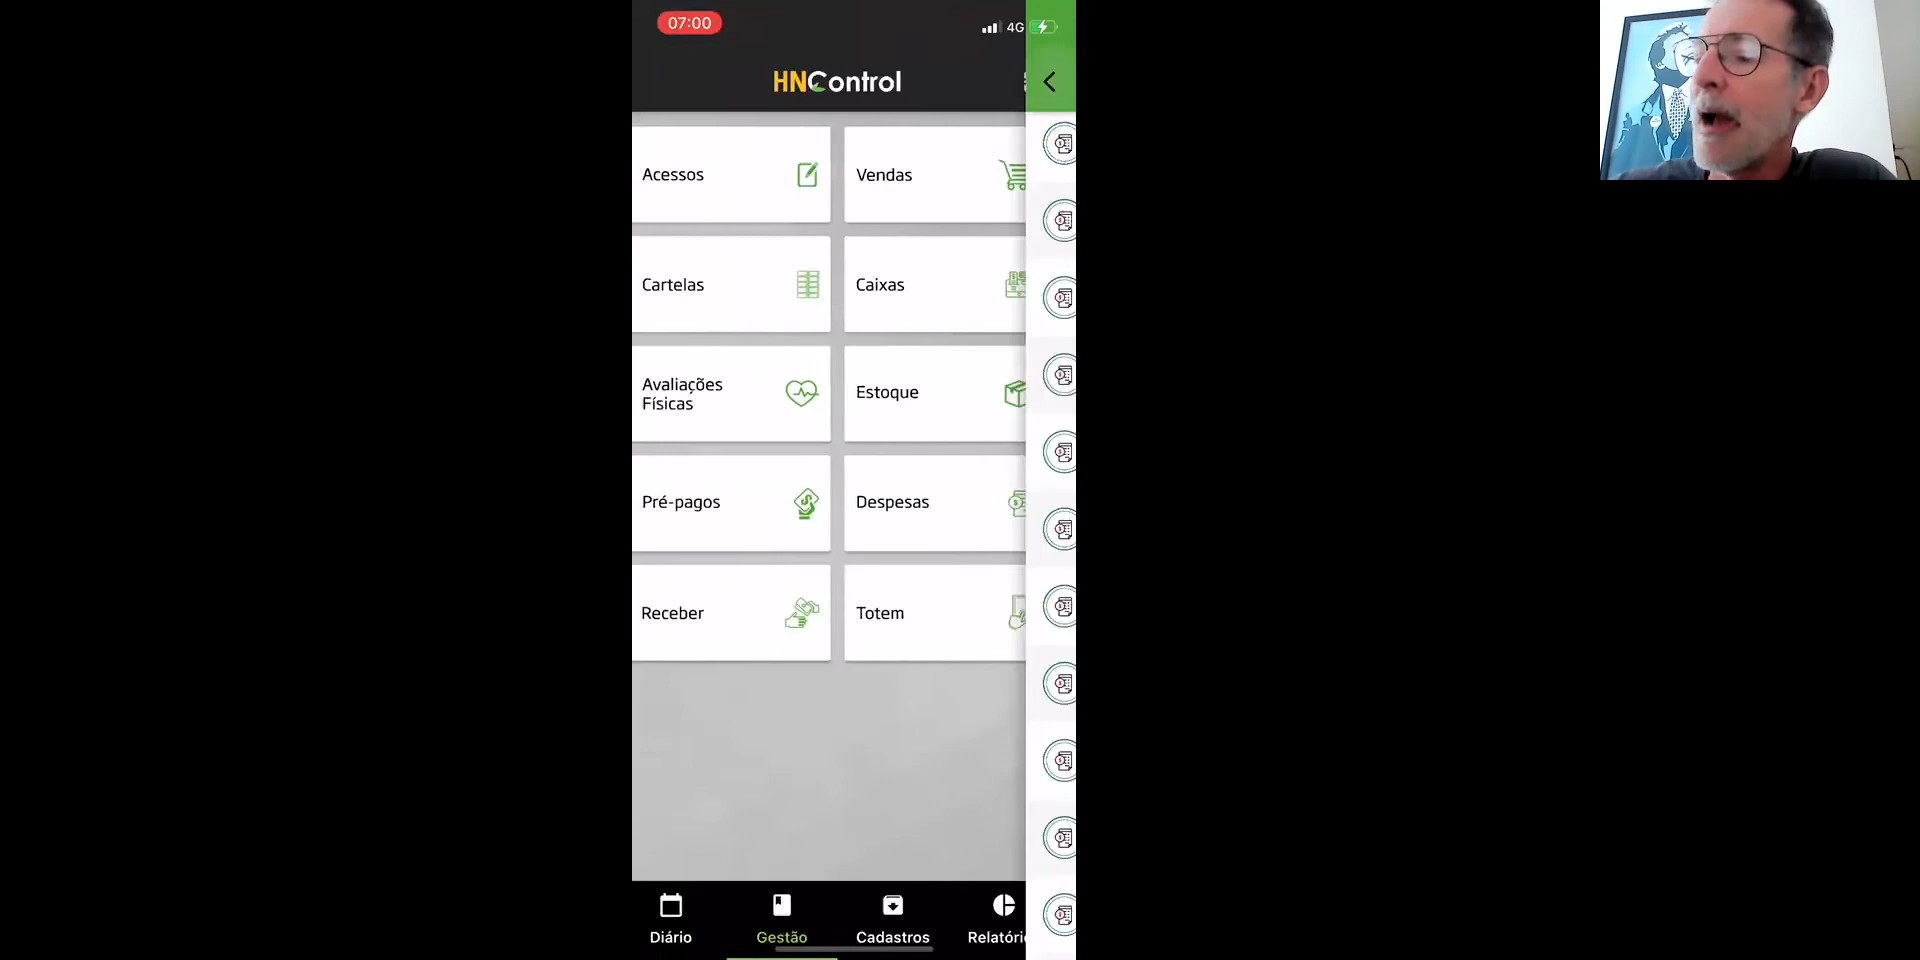 07:00
4G
HNControl
Acessos
Vendas
Cartelas
Caixas
Avaliações
Físicas
Estoque
Pré-pagos
Despesas
Receber
Totem
Diário
Gestão
Cadastros
Relatóri